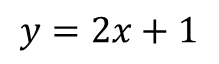 y = 2x + 1